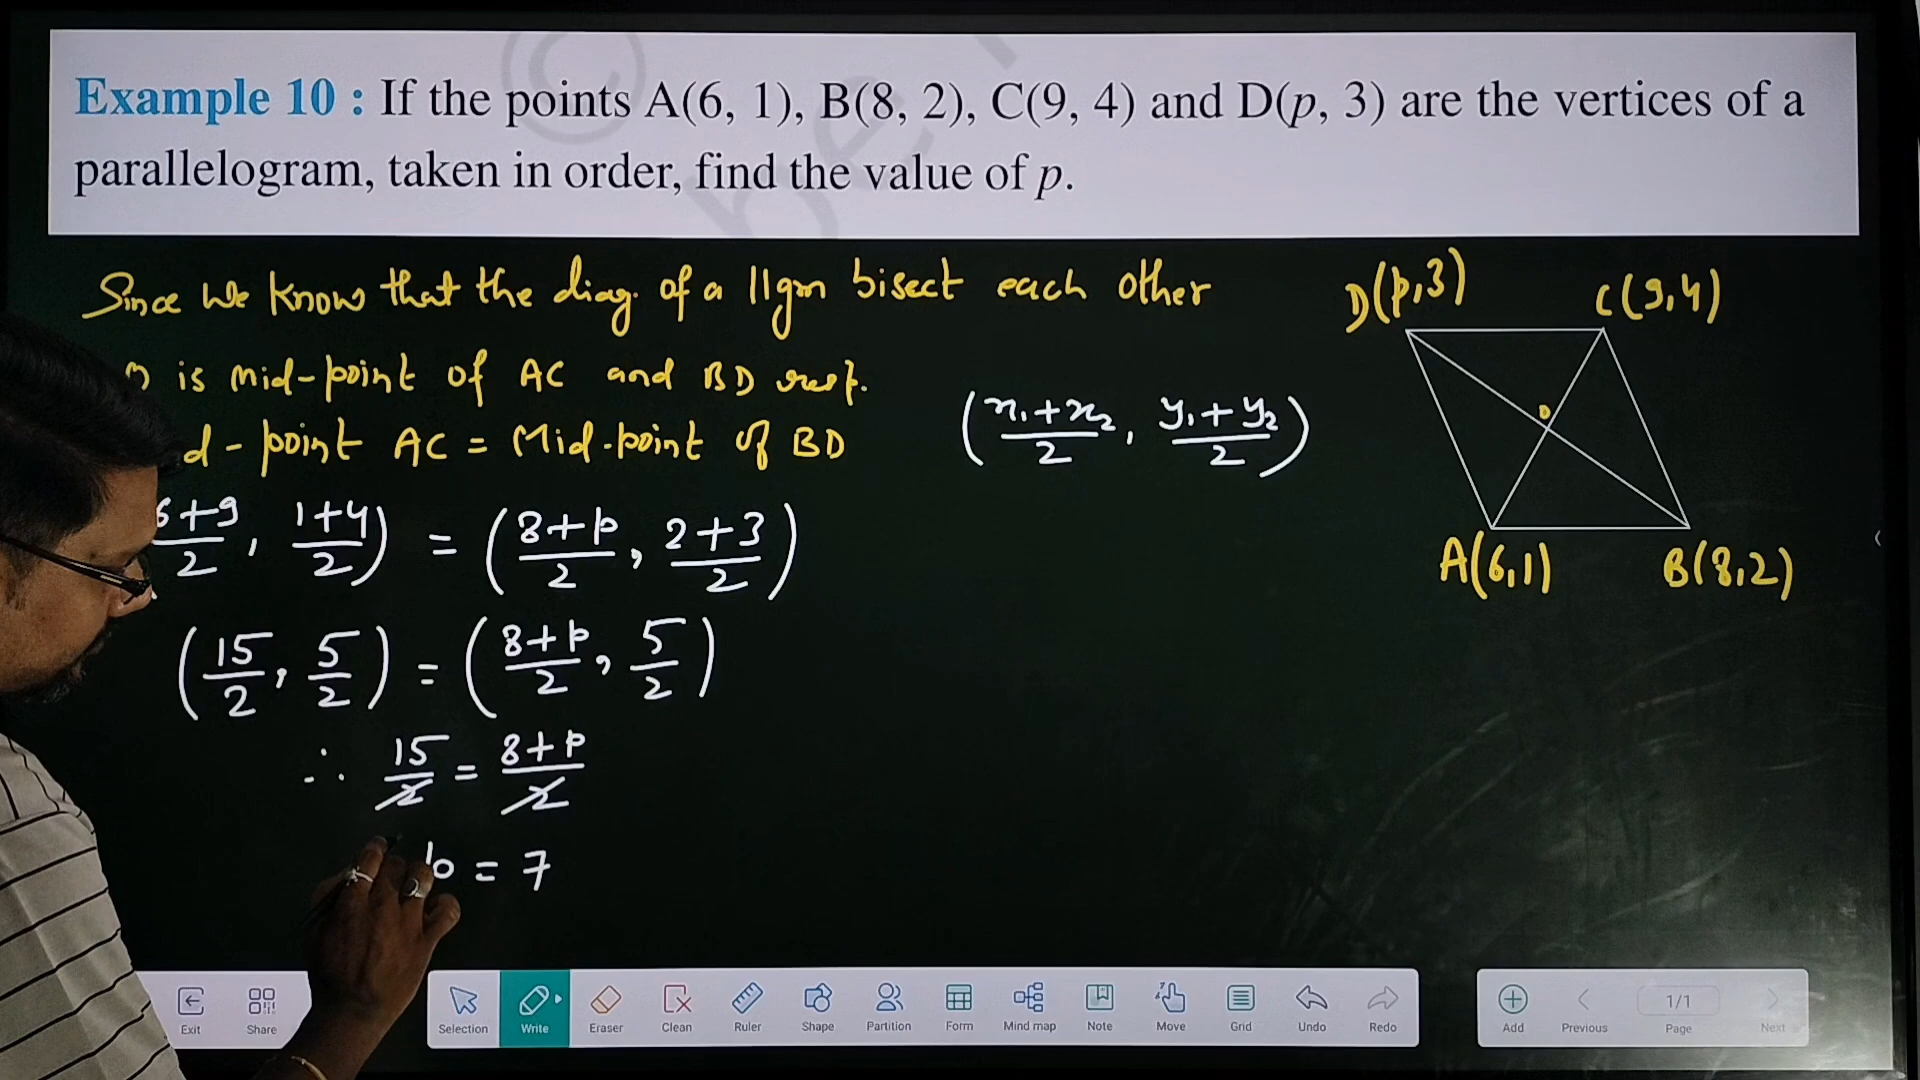 Example 10 : If the points A(6, 1), B(8, 2), C(9, 4) and D(p, 3) are the vertices of a
parallelogram, taken in order, find the value of p.
Since we know that the diag. of a ||gm bisect each other
is mid-point of AC and BD resp.
d-point AC = Mid-point of BD
(x₁+x₂/2, y₁+y₂/2)
D(p,3) C(9,4)
O
A(6,1) B(8,2)
6+9/2, 1+4/2) = (8+p/2, 2+3/2)
(15/2, 5/2) = (8+p/2, 5/2)
∴ 15/2 = 8+p/2
p = 7
Exit Share Selection Write Eraser Clean Ruler Shape Partition Form Mind map Note Move Grid Undo Redo Add Previous 1/1 Page Next